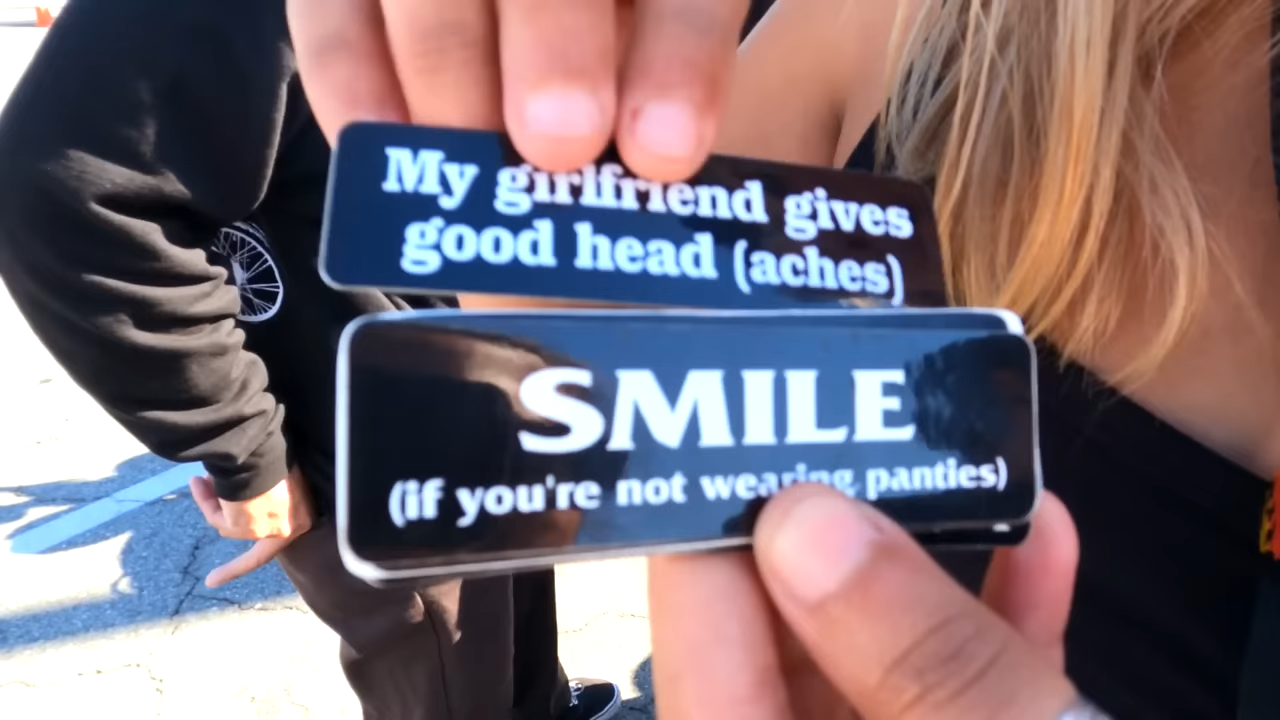 My girlfriend gives
good head (aches)
SMILE
(if you're not wearing panties)